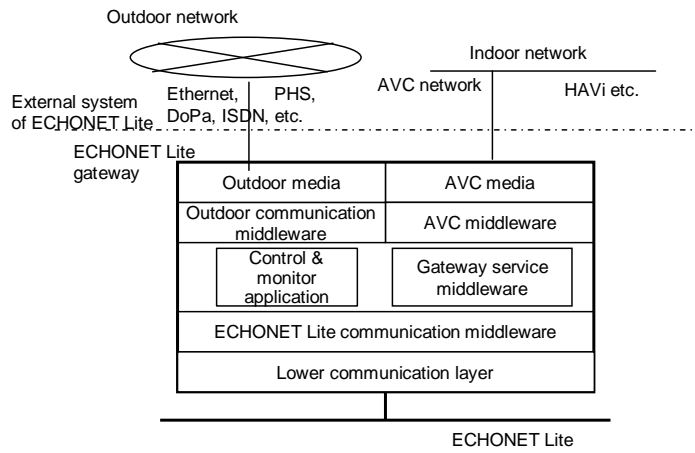 Outdoor network
Indoor network
AVC network
HAVi etc.
Ethernet, PHS,
DoPa, ISDN, etc.
External system
of ECHONET Lite
ECHONET Lite
gateway
Outdoor media
AVC media
Outdoor communication
middleware
AVC middleware
Control &
monitor
application
Gateway service
middleware
ECHONET Lite communication middleware
Lower communication layer
ECHONET Lite